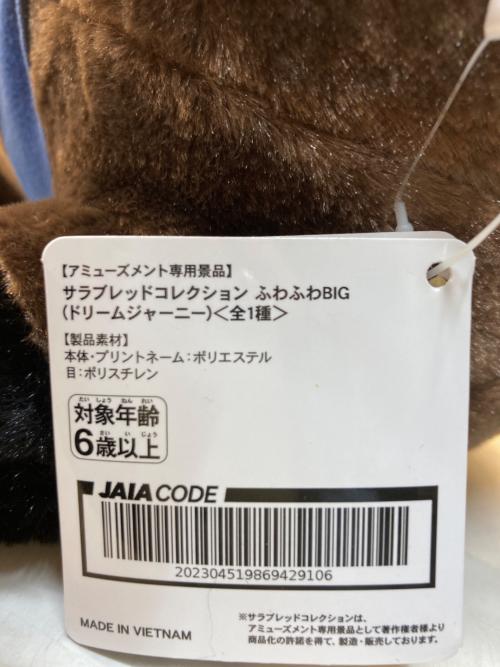 【アミューズメント専用景品】
サラブレッドコレクション ふわふわBIG
(ドリームジャーニー)<全1種>
【製品素材】
本体・プリントネーム:ポリエステル
目:ポリスチレン
たい しょう ねん れい
対象年齢
さい い じょう
6歳以上
JAIA CODE
202304519869429106
MADE IN VIETNAM
※サラブレッドコレクションは、
アミューズメント専用景品として著作権者様より
商品化の許諾を得て、製造・販売しております。